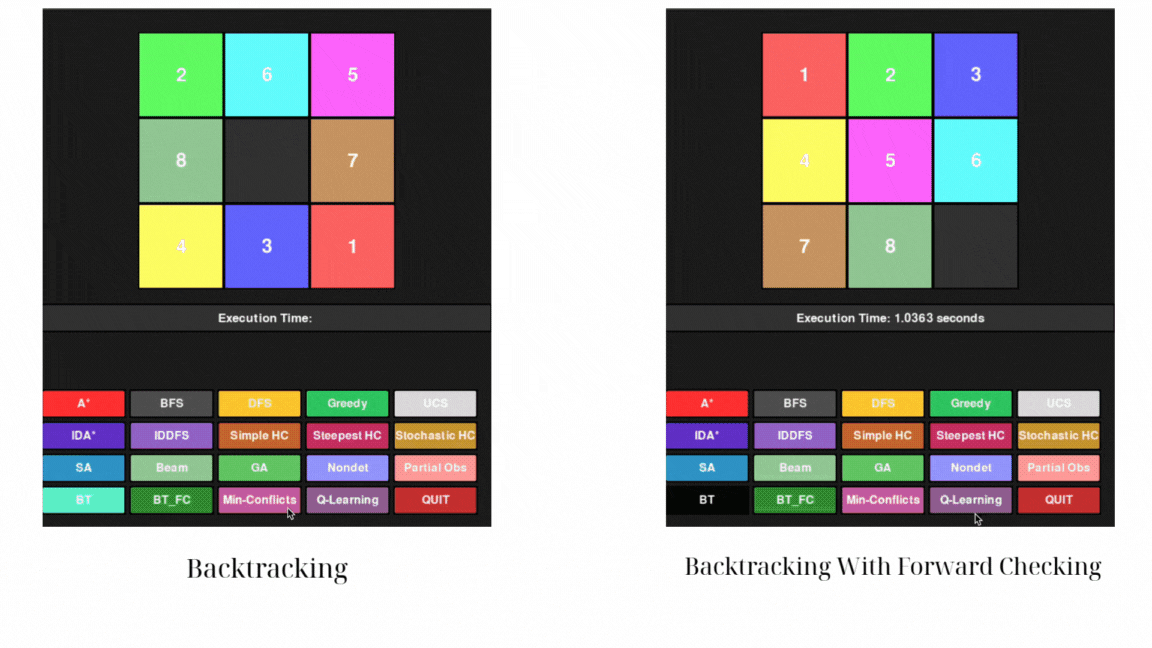 2 6 5
8 7
4 3 1
Execution Time:
A* BFS DFS Greedy UCS
IDA* IDDFS Simple HC Steepest HC Stochastic HC
SA Beam GA Nondet Partial Obs
BT BT_FC Min-Conflicts Q-Learning QUIT
Backtracking
1 2 3
4 5 6
7 8
Execution Time: 1.0363 seconds
A* BFS DFS Greedy UCS
IDA* IDDFS Simple HC Steepest HC Stochastic HC
SA Beam GA Nondet Partial Obs
BT BT_FC Min-Conflicts Q-Learning QUIT
Backtracking With Forward Checking